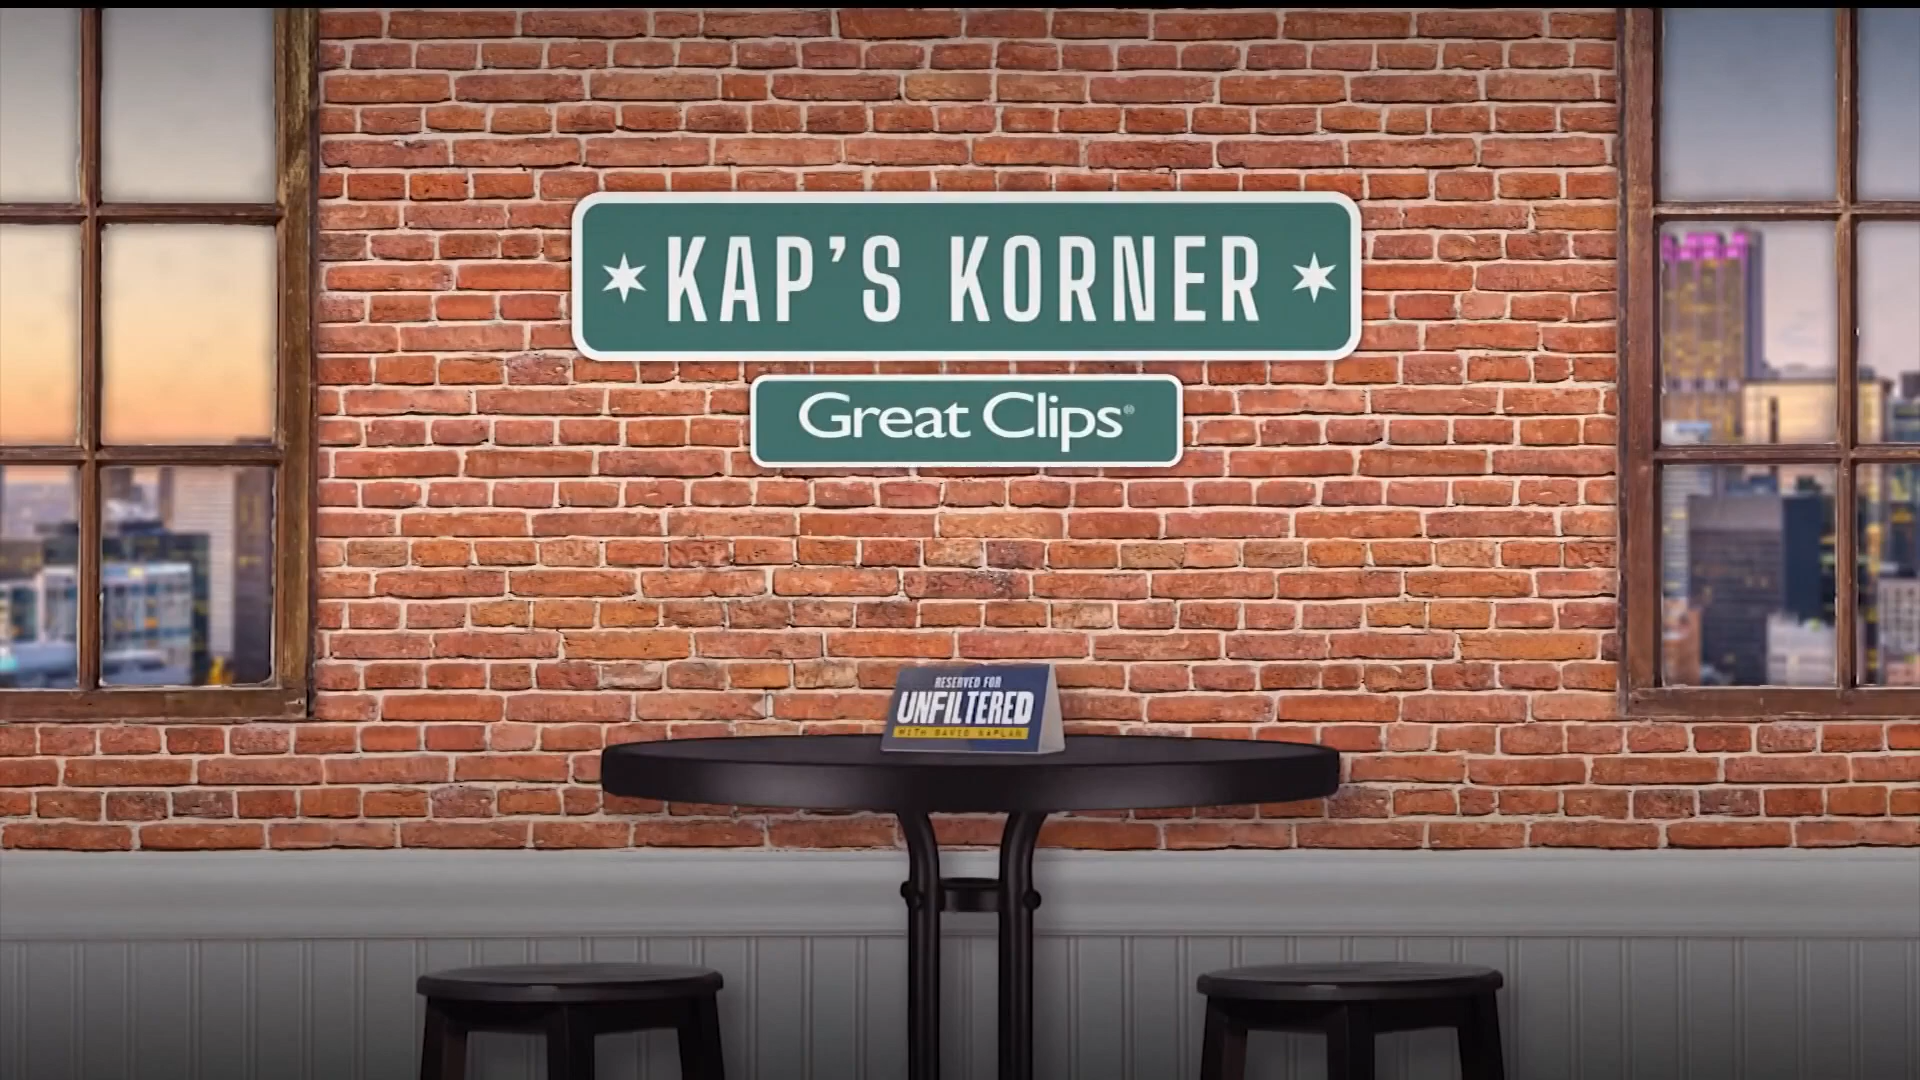 KAP'S KORNER
Great Clips®
RESERVED FOR
UNFILTERED
WITH DAVID KAPLAN